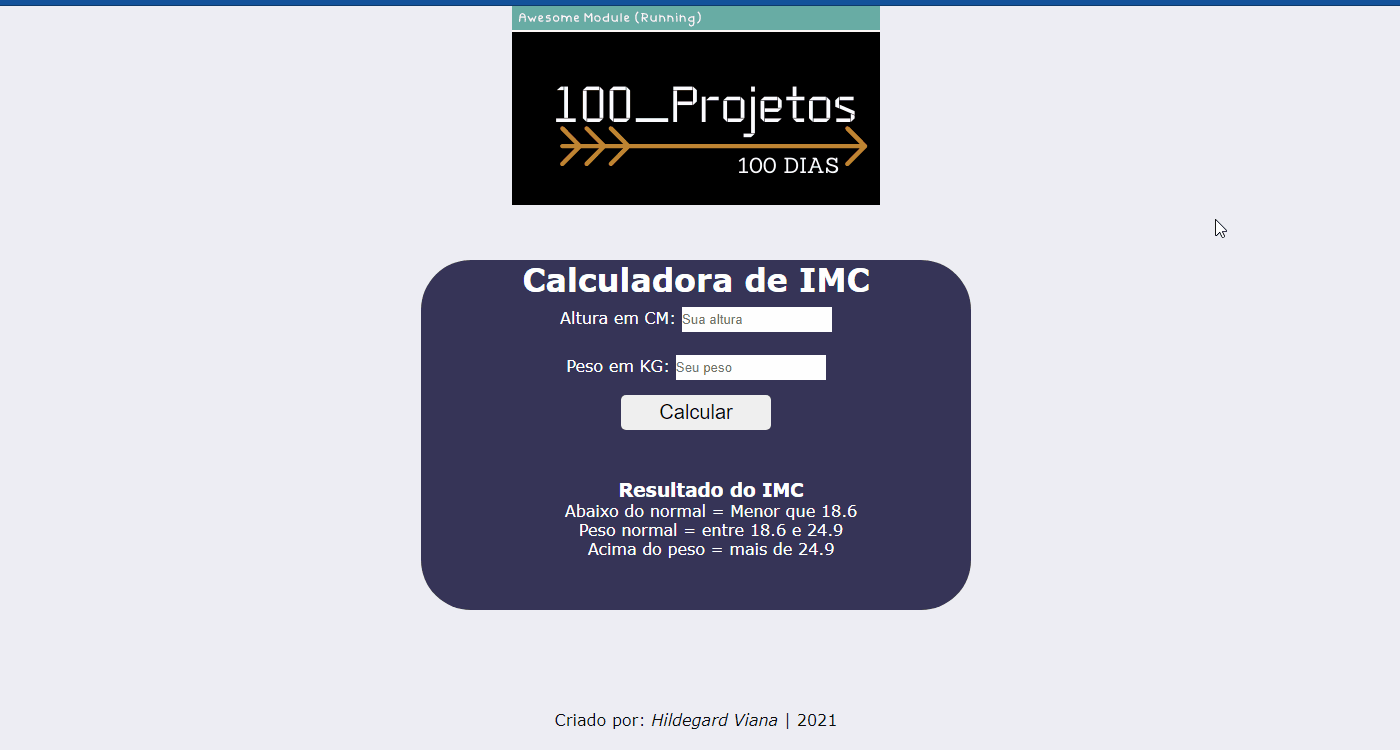 Awesome Module (Running)
100_Projetos
100 DIAS
Calculadora de IMC
Altura em CM: Sua altura
Peso em KG: Seu peso
Calcular
Resultado do IMC
Abaixo do normal = Menor que 18.6
Peso normal = entre 18.6 e 24.9
Acima do peso = mais de 24.9
Criado por: Hildegard Viana | 2021